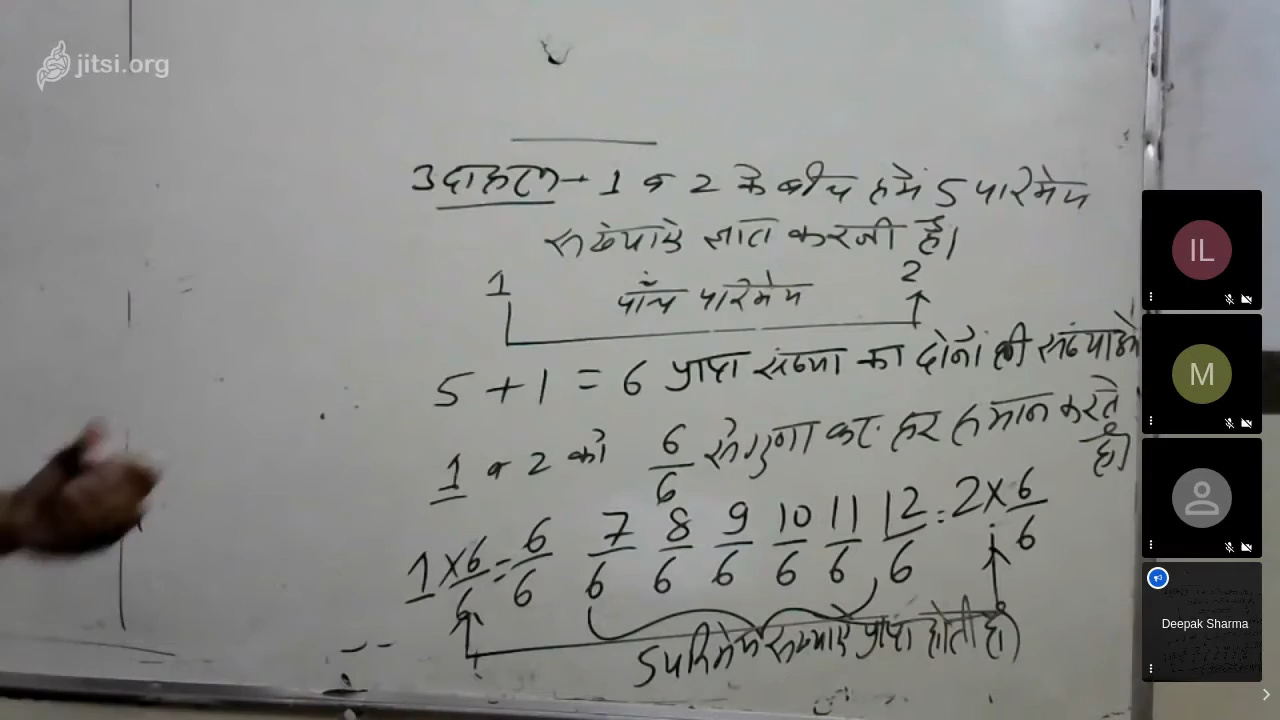 jitsi.org
उदाहरण → 1 व 2 के बीच हमें 5 परिमेय
संख्याये ज्ञात करनी है।
1 पाँच परिमेय 2
5 + 1 = 6 प्राप्त संख्या का दोनों ही संख्याओं
1 व 2 को 6/6 से गुणा कर हर समान करते हैं।
1×6/6 = 6/6 7/6 8/6 9/6 10/6 11/6 12/6 = 2×6/6
5 परिमेय संख्याएं प्राप्त होती हैं)
IL
M
Deepak Sharma